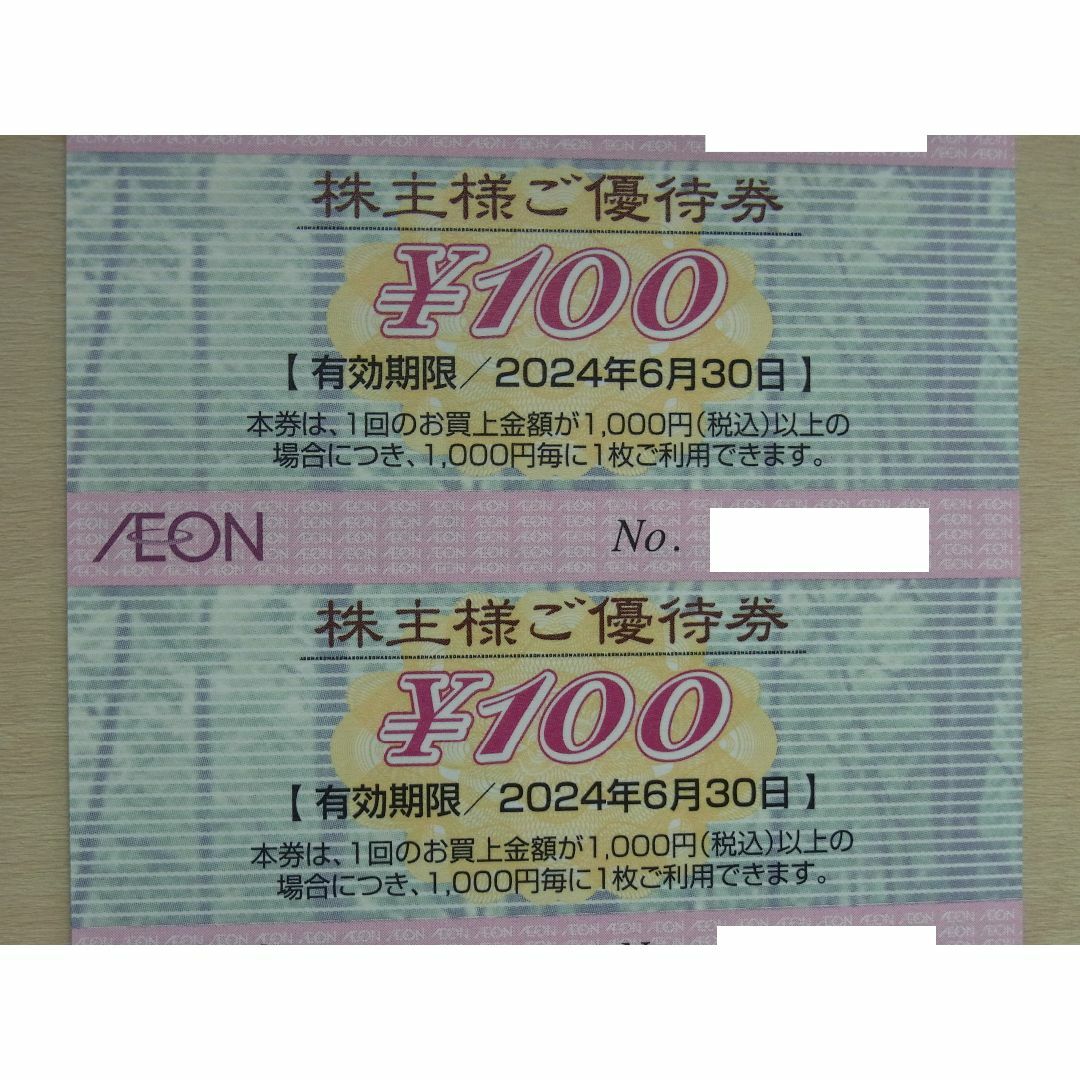 株主様ご優待券
¥100
【 有効期限／2024年6月30日 】
本券は、1回のお買上金額が1,000円(税込)以上の
場合につき、1,000円毎に1枚ご利用できます。
ÆON No.
株主様ご優待券
¥100
【 有効期限／2024年6月30日 】
本券は、1回のお買上金額が1,000円(税込)以上の
場合につき、1,000円毎に1枚ご利用できます。